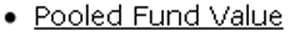 • Pooled Fund Value